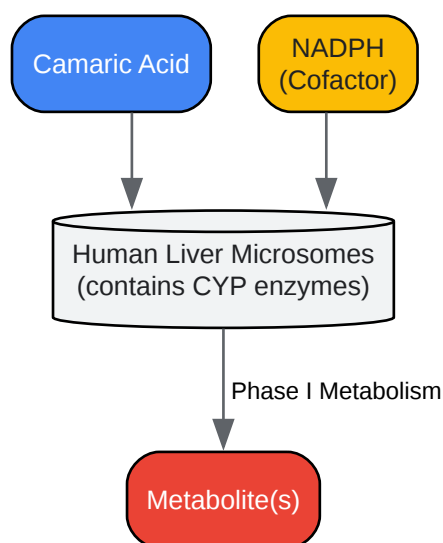 Camaric Acid
NADPH
(Cofactor)
Human Liver Microsomes
(contains CYP enzymes)
Phase I Metabolism
Metabolite(s)